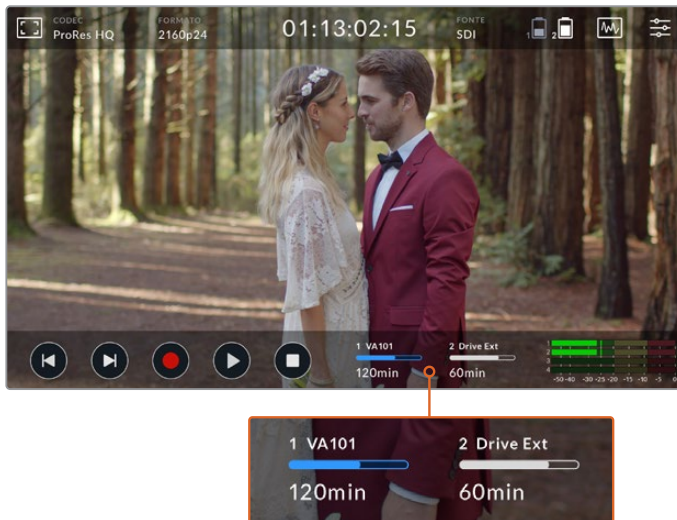 CODEC
ProRes HQ
FORMATO
2160p24
01:13:02:15
FONTE
SDI
1
2
1 VA101
120min
2 Drive Ext
60min
1
2
3
4
-50 -40 -30 -25 -20 -15 -10 -5 0
1 VA101
120min
2 Drive Ext
60min